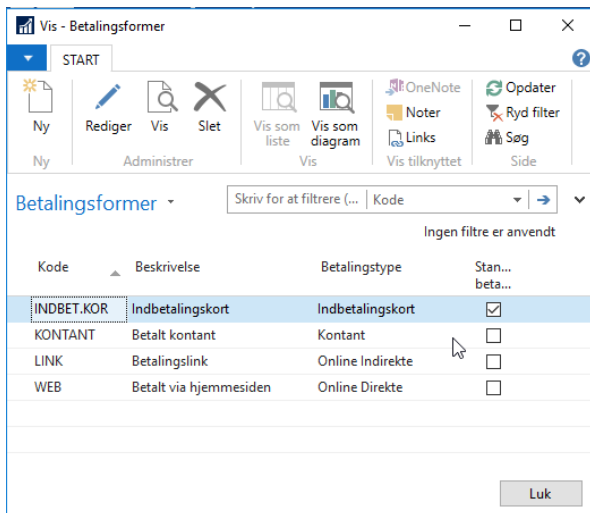 Vis - Betalingsformer
START
Ny
Rediger
Vis
Slet
Vis som liste
Vis som diagram
OneNote
Noter
Links
Opdater
Ryd filter
Søg
Ny
Administrer
Vis
Vis tilknyttet
Side
Betalingsformer
Skriv for at filtrere (... Kode
Ingen filtre er anvendt
Kode Beskrivelse Betalingstype Stan... beta...
INDBET.KOR Indbetalingskort Indbetalingskort
KONTANT Betalt kontant Kontant
LINK Betalingslink Online Indirekte
WEB Betalt via hjemmesiden Online Direkte
Luk